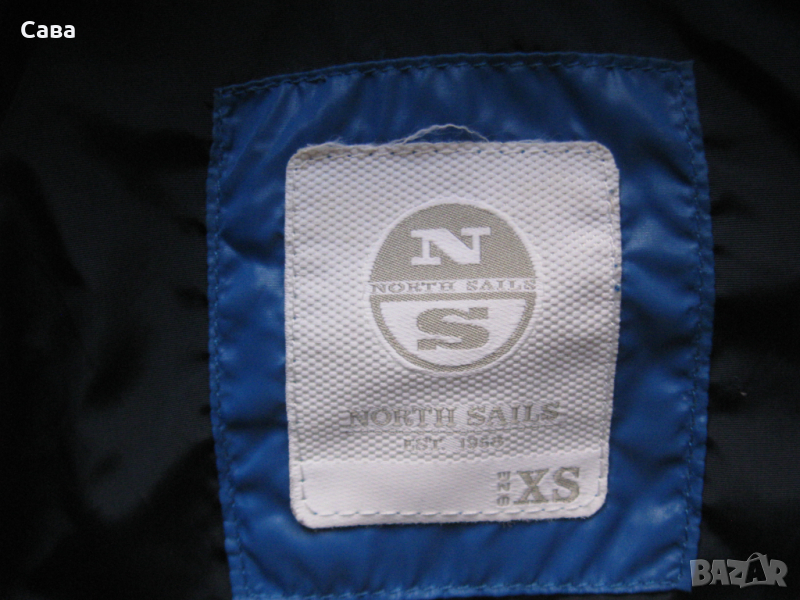 Сава
N
NORTH SAILS
S
NORTH SAILS
EST. 1958
SIZE XS
BAZAR